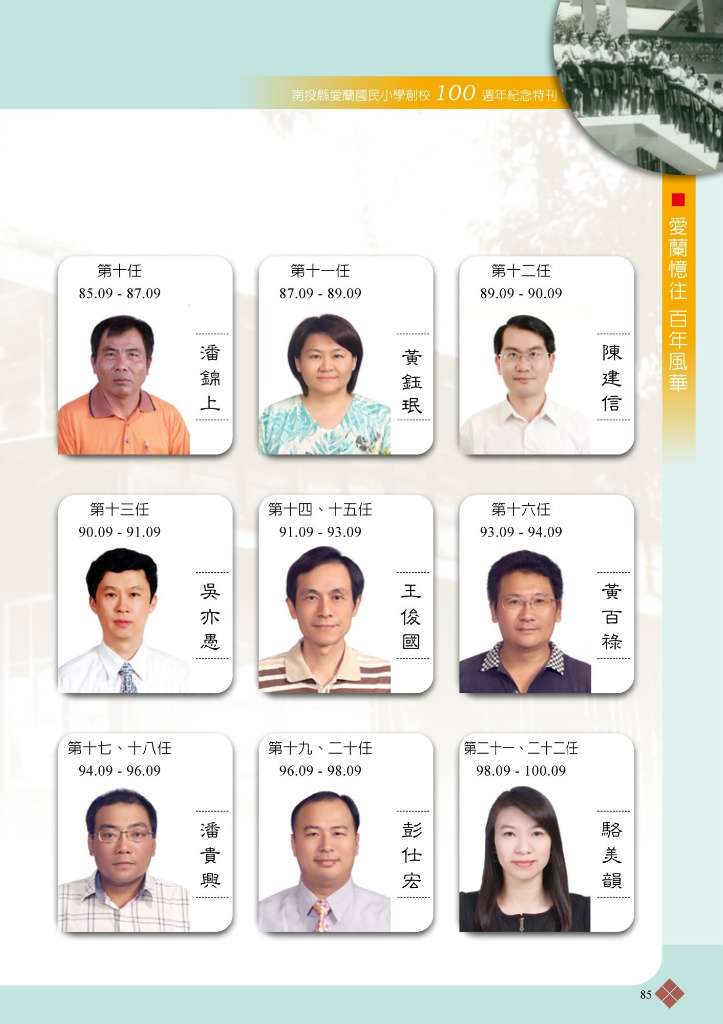 南投縣愛蘭國民小學創校 100 週年紀念特刊
愛蘭憶往 百年風華
第十任
85.09 - 87.09
潘錦上
第十一任
87.09 - 89.09
黃鈺珉
第十二任
89.09 - 90.09
陳建信
第十三任
90.09 - 91.09
吳亦愚
第十四、十五任
91.09 - 93.09
王俊國
第十六任
93.09 - 94.09
黃百祿
第十七、十八任
94.09 - 96.09
潘貴興
第十九、二十任
96.09 - 98.09
彭仕宏
第二十一、二十二任
98.09 - 100.09
駱美韻
85